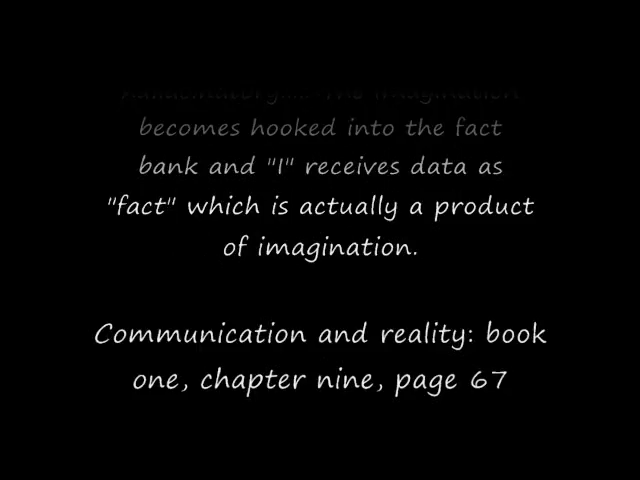 imagination
becomes hooked into the fact
bank and "I" receives data as
"fact" which is actually a product
of imagination.
Communication and reality: book
one, chapter nine, page 67